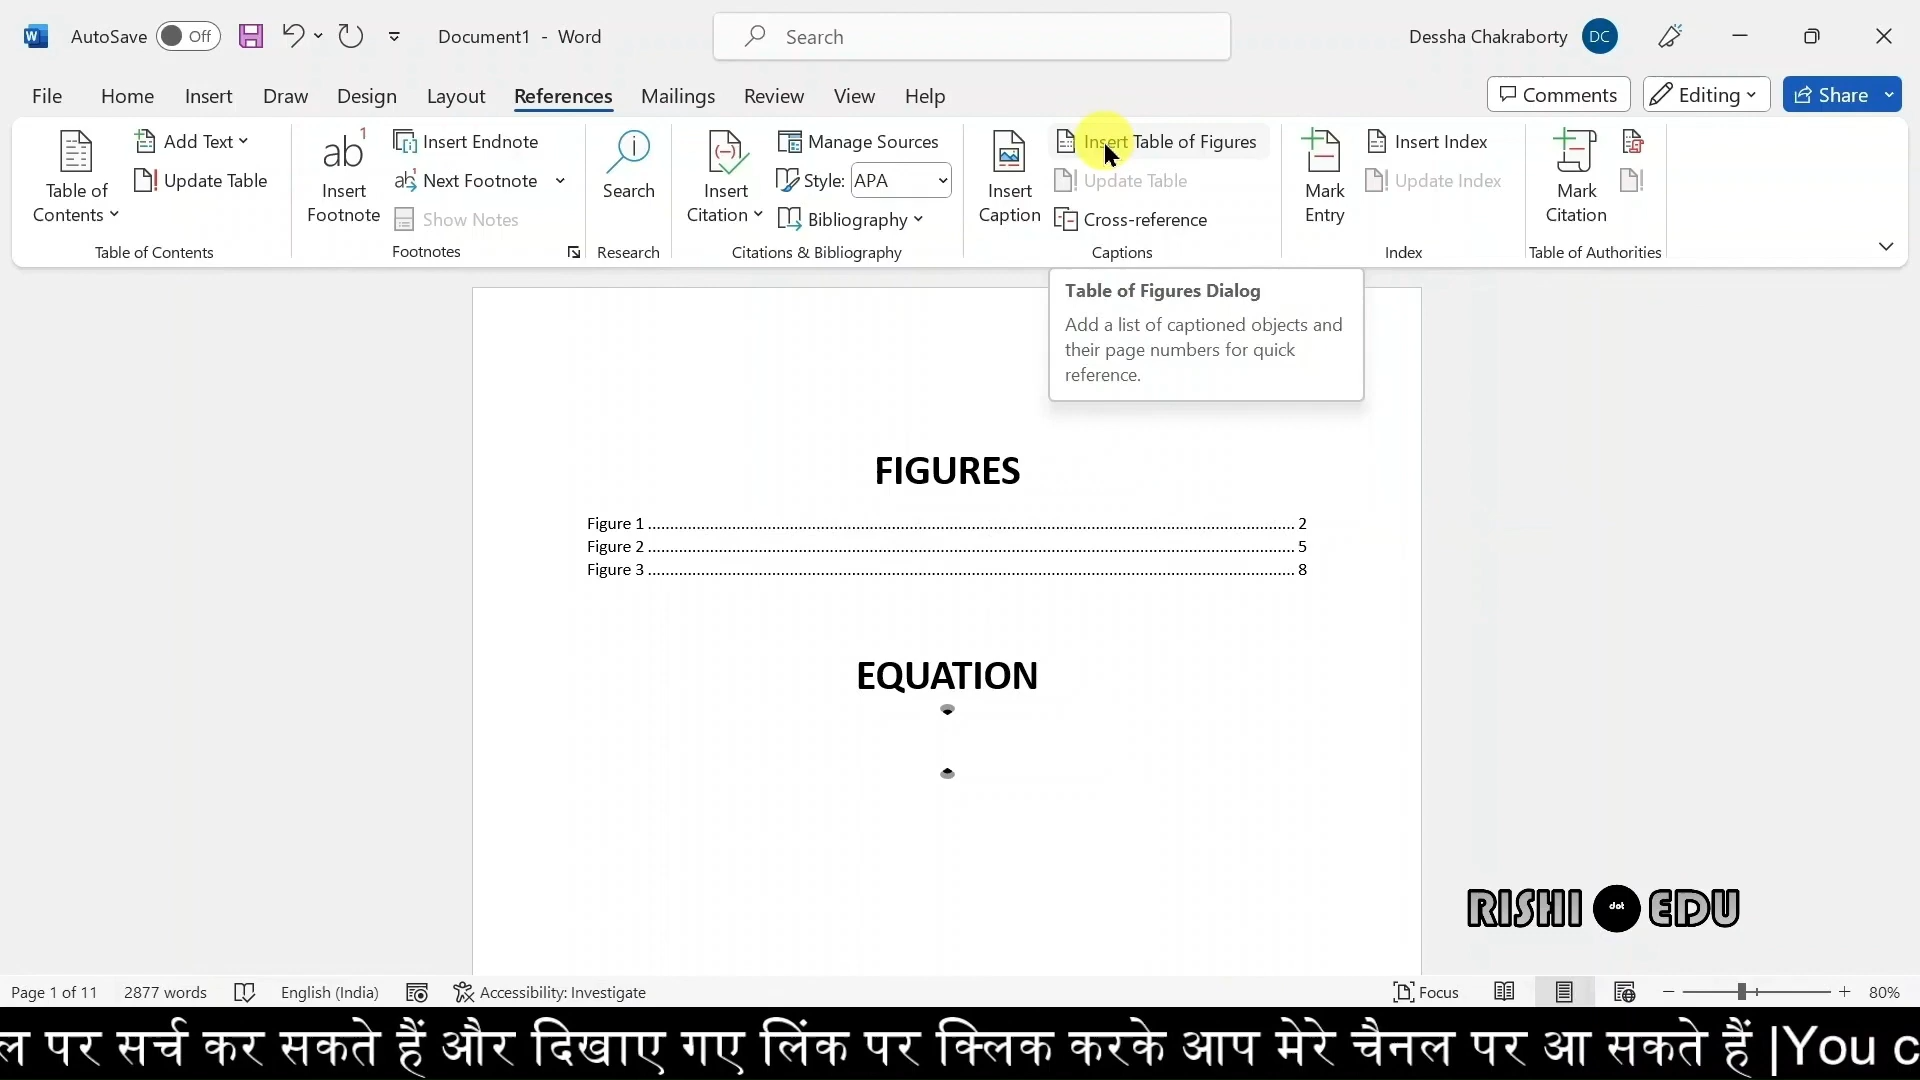 AutoSave Off Document1 - Word Search Dessha Chakraborty DC
File Home Insert Draw Design Layout References Mailings Review View Help Comments Editing Share
Table of Contents
Add Text
Update Table
Table of Contents
ab1
Insert Footnote
Insert Endnote
Next Footnote
Show Notes
Footnotes
Search
Research
Insert Citation
Manage Sources
Style: APA
Bibliography
Citations & Bibliography
Insert Caption
Insert Table of Figures
Update Table
Cross-reference
Captions
Mark Entry
Insert Index
Update Index
Index
Mark Citation
Table of Authorities
Table of Figures Dialog
Add a list of captioned objects and
their page numbers for quick
reference.
FIGURES
Figure 1 ........ 2
Figure 2 ........ 5
Figure 3 ........ 8
EQUATION
RISHI dot EDU
Page 1 of 11 2877 words English (India) Accessibility: Investigate Focus 80%
ल पर सर्च कर सकते हैं और दिखाए गए लिंक पर क्लिक करके आप मेरे चैनल पर आ सकते हैं |You c